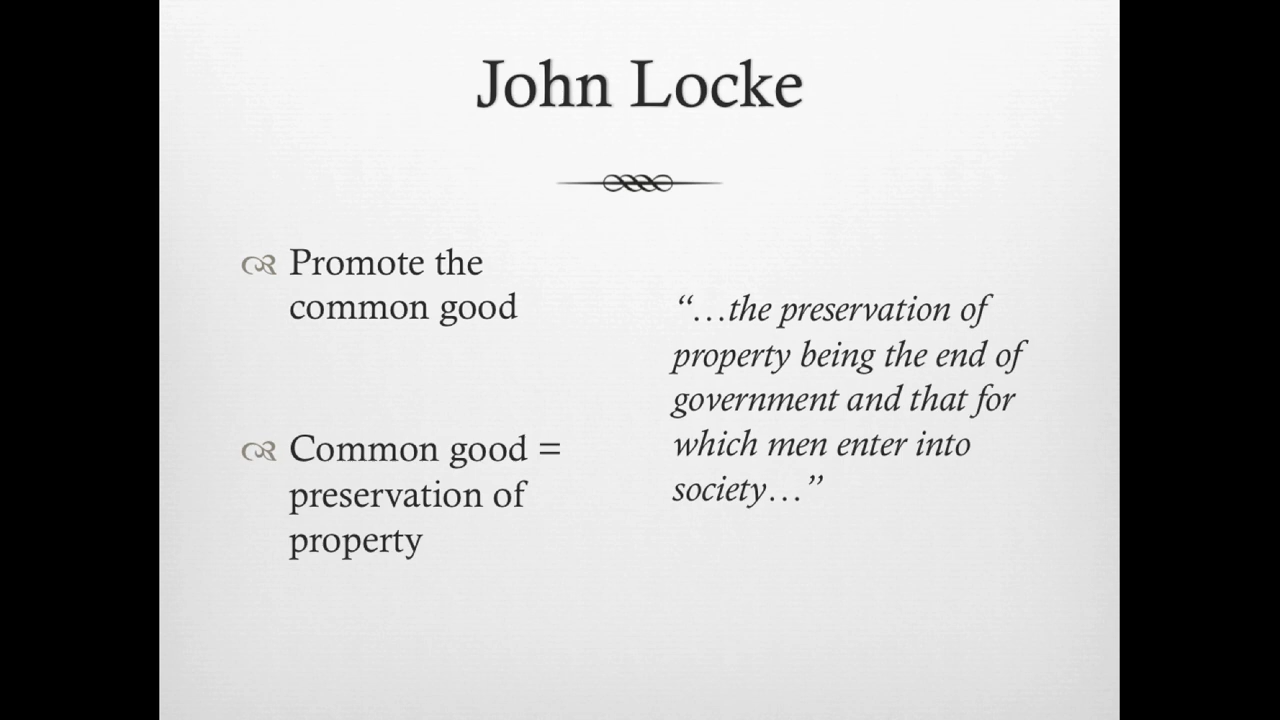 John Locke
Promote the
common good
Common good =
preservation of
property
“…the preservation of
property being the end of
government and that for
which men enter into
society…”